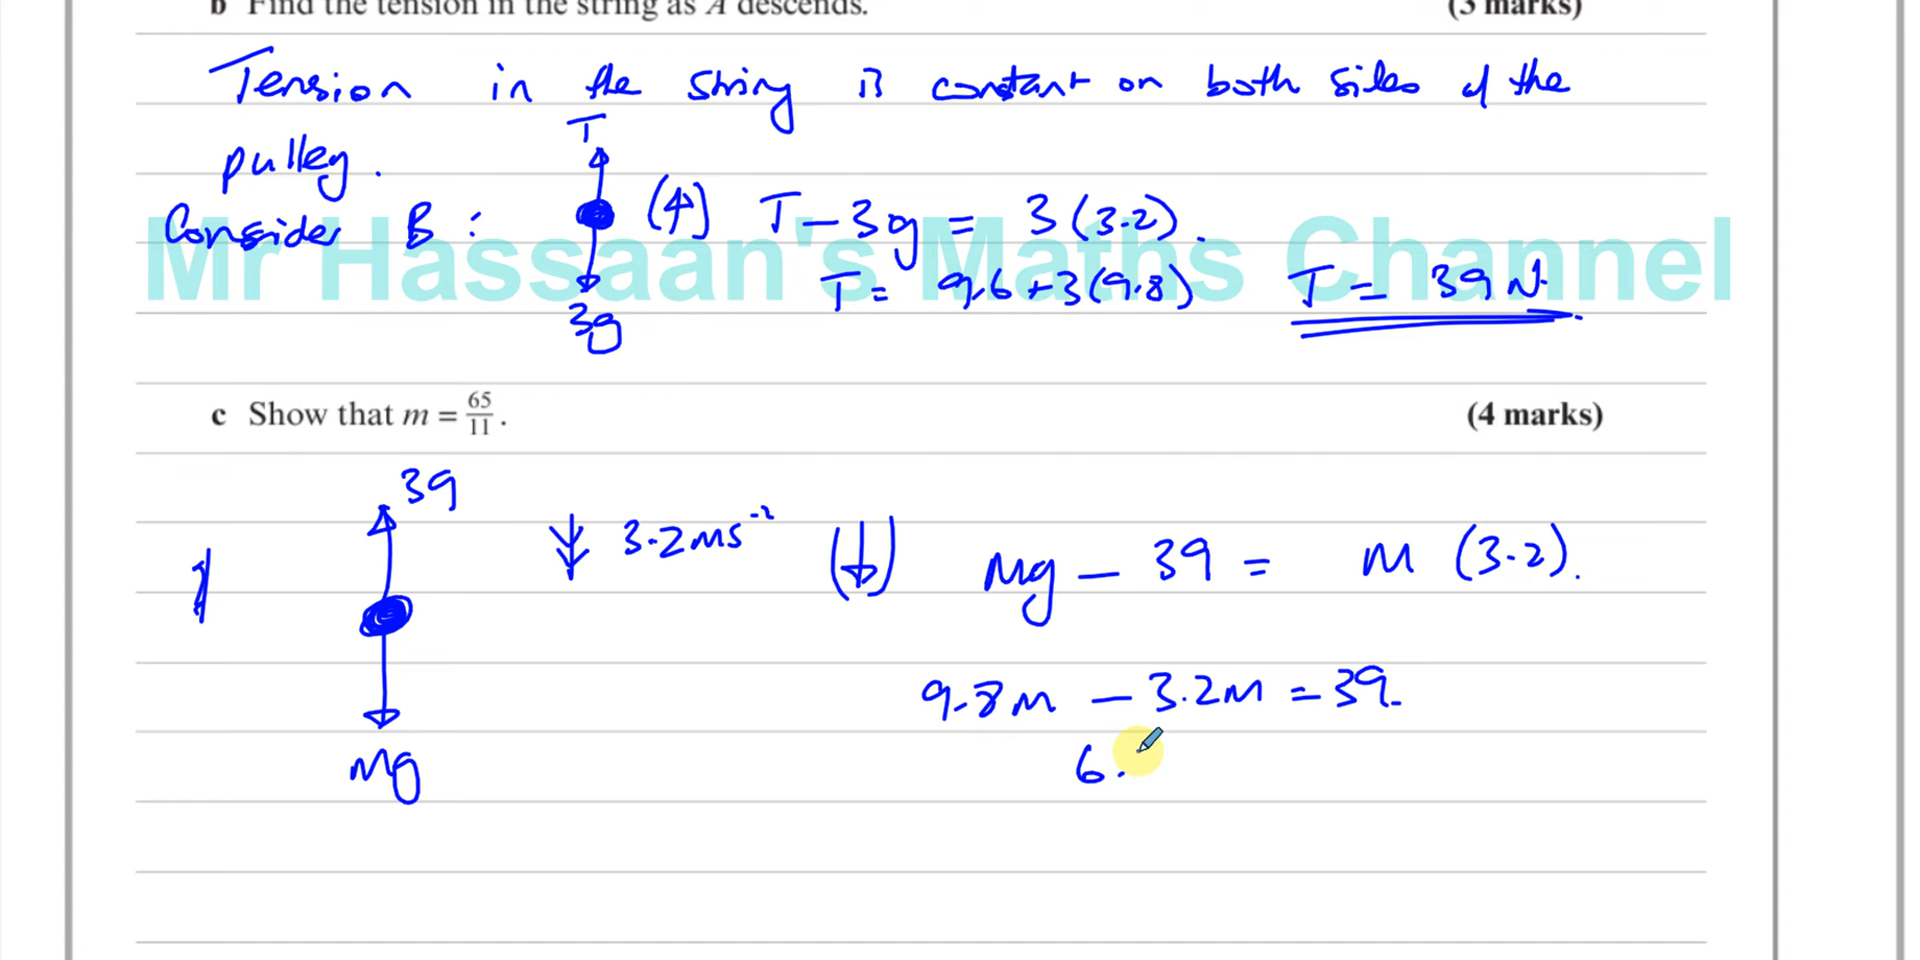 b Find the tension in the string as A descends. (3 marks)
Tension in the string is constant on both sides of the
pulley.
T
Consider B: (↑) T - 3g = 3(3.2).
T = 9.6 + 3(9.8) T = 39 N.
3g
Mr Hassaan's Maths Channel
c Show that m = 65/11. (4 marks)
39
3.2ms⁻² (↓) mg - 39 = m (3.2).
9.8m - 3.2m = 39.
mg
6.